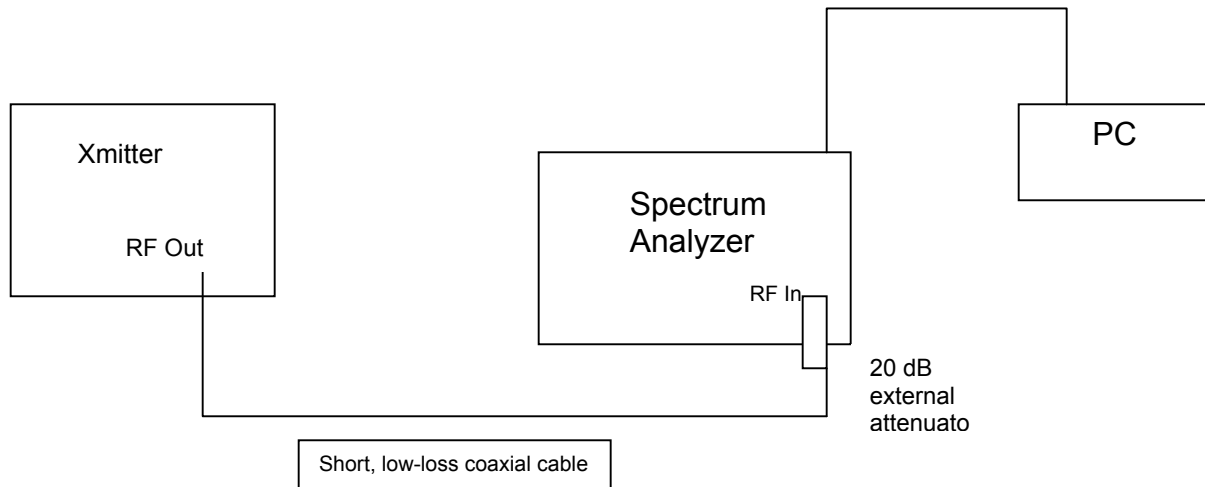 Xmitter
RF Out
Spectrum
Analyzer
RF In
PC
20 dB
external
attenuato
Short, low-loss coaxial cable